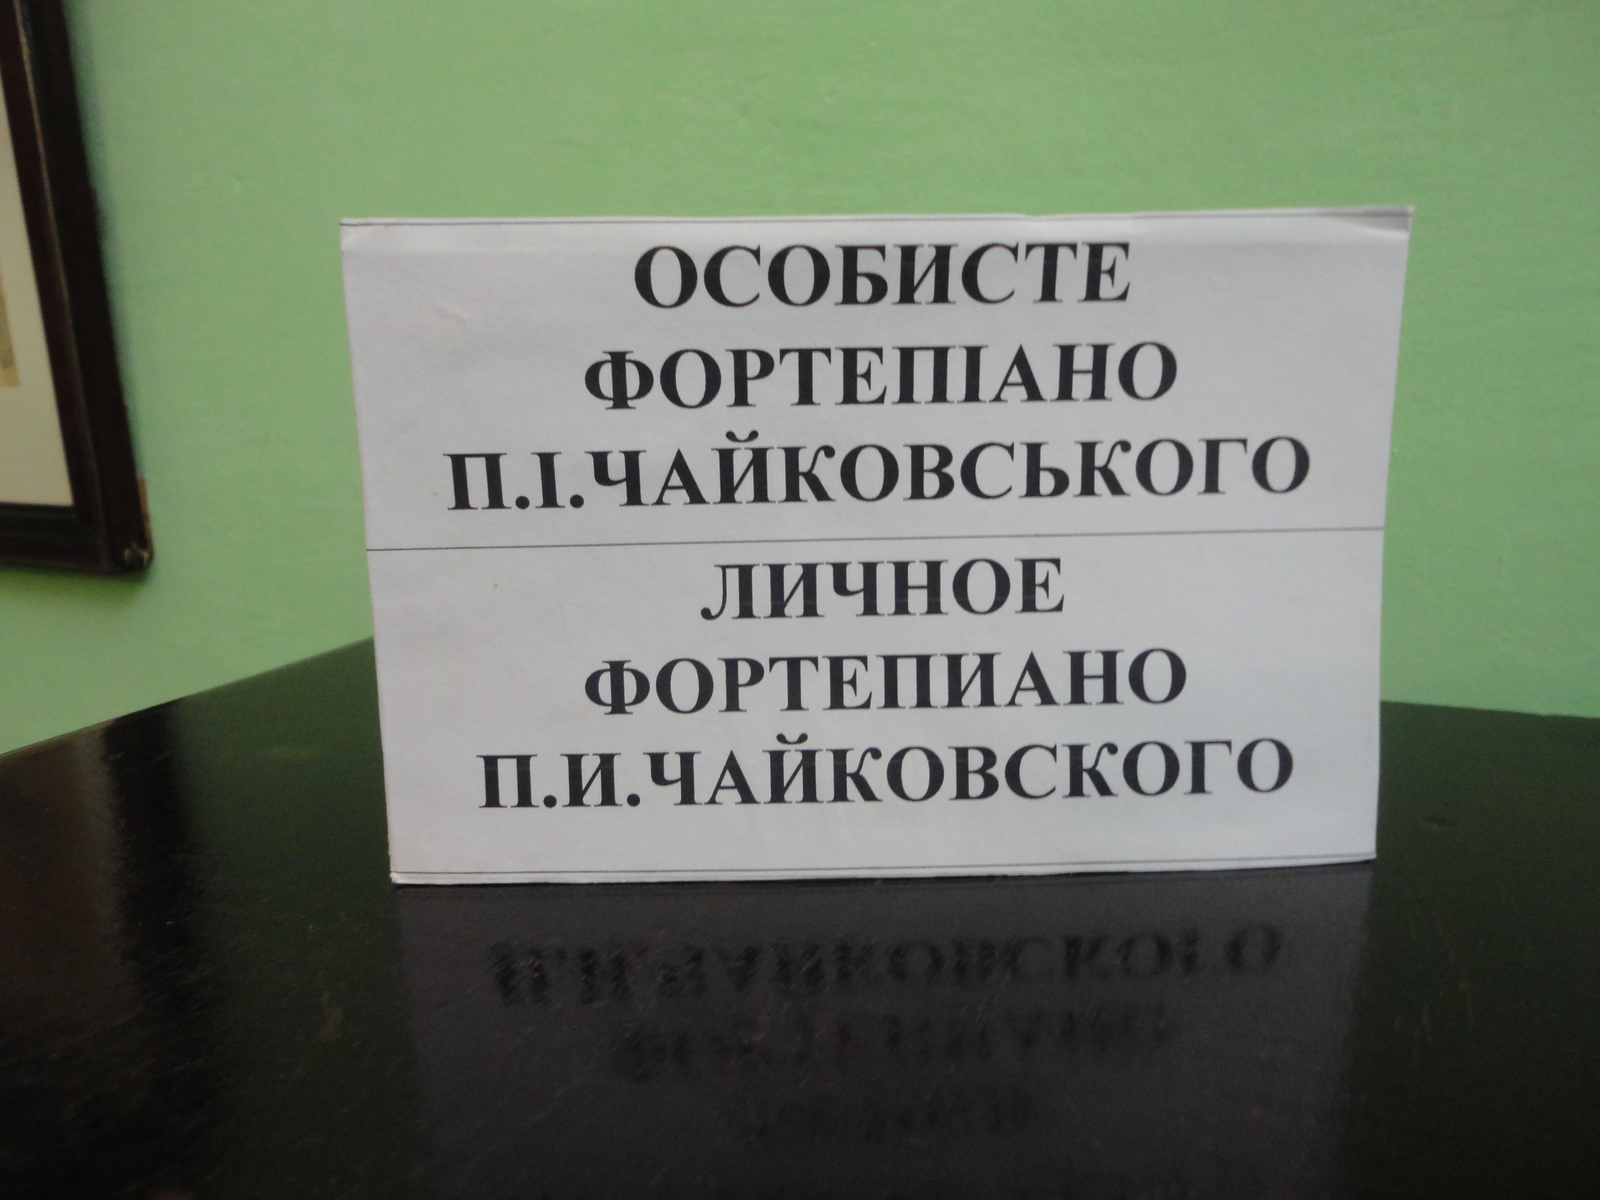 ОСОБИСТЕ
ФОРТЕПІАНО
П.І.ЧАЙКОВСЬКОГО
ЛИЧНОЕ
ФОРТЕПИАНО
П.И.ЧАЙКОВСКОГО